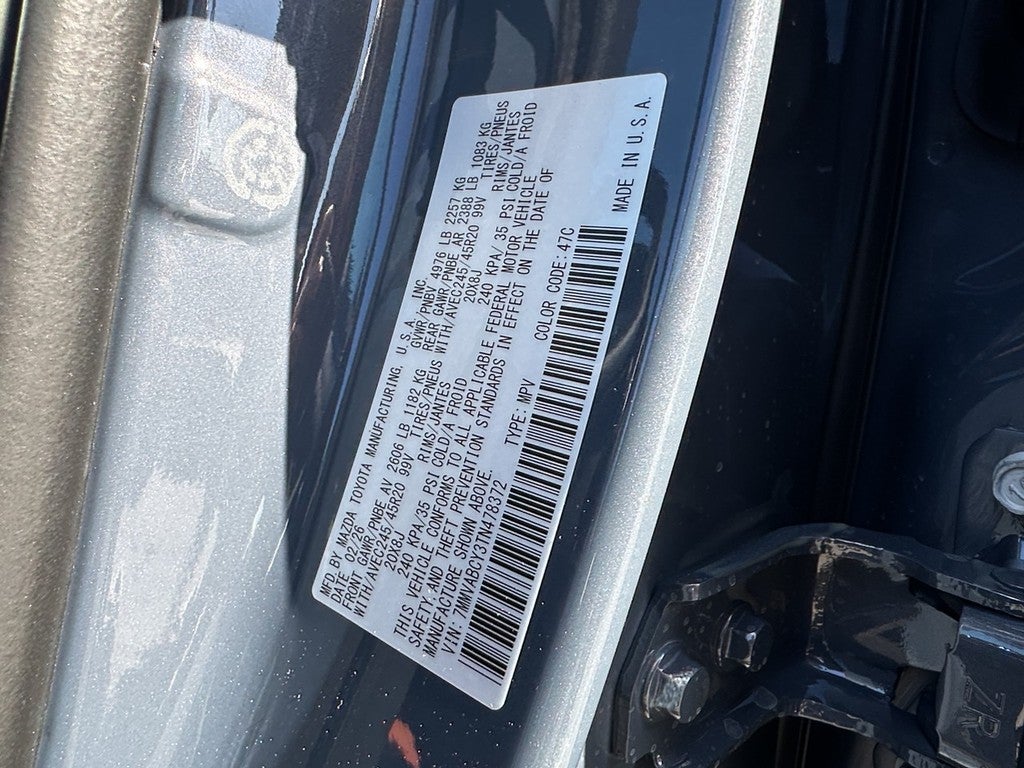 MFD. BY MAZDA TOYOTA MANUFACTURING, U.S.A. INC.
DATE: 02-26 GVWR/PNBV 4976 LB 2257 KG
FRONT GAWR/PNBE AV 2606 LB 1182 KG REAR GAWR/PNBE AR 2388 LB 1083 KG
WITH/AVEC245/45R20 99V TIRES/PNEUS WITH/AVEC245/45R20 99V TIRES/PNEUS
20X8J RIMS/JANTES 20X8J RIMS/JANTES
240 KPA/35 PSI COLD/A FROID 240 KPA/ 35 PSI COLD/A FROID
THIS VEHICLE CONFORMS TO ALL APPLICABLE FEDERAL MOTOR VEHICLE
SAFETY AND THEFT PREVENTION STANDARDS IN EFFECT ON THE DATE OF
MANUFACTURE SHOWN ABOVE.
VIN: 7MMVABCY3TN478372 TYPE: MPV COLOR CODE: 47C MADE IN U.S.A.
ZR